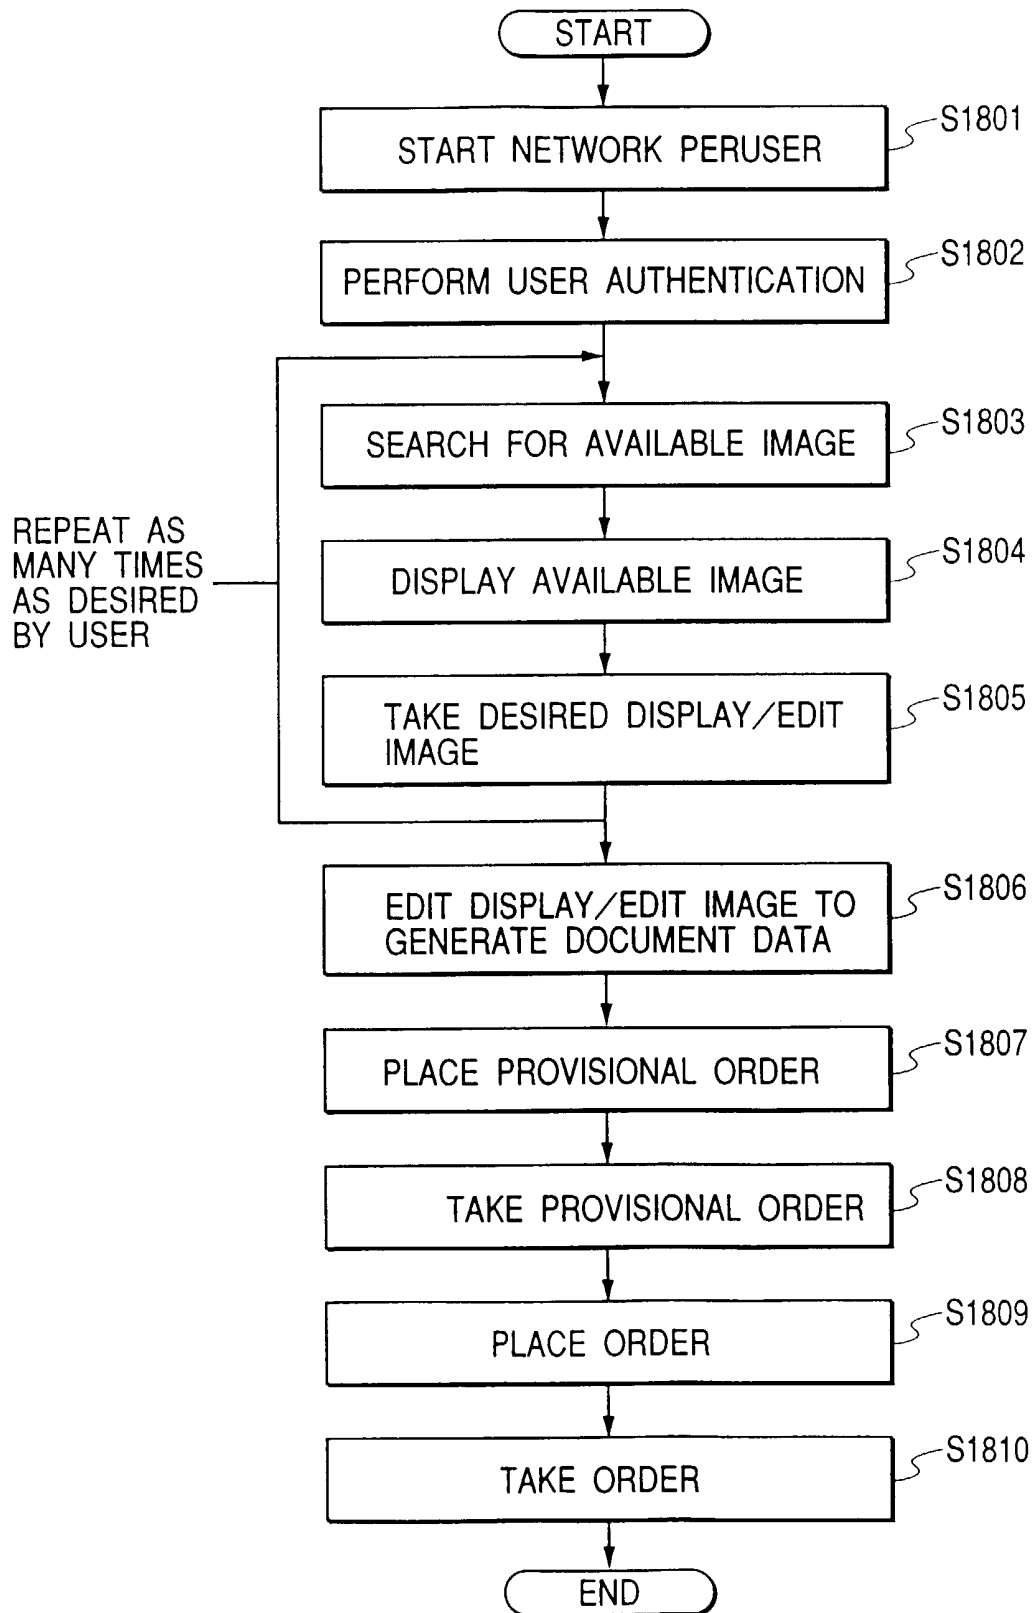 START
START NETWORK PERUSER
S1801
PERFORM USER AUTHENTICATION
S1802
SEARCH FOR AVAILABLE IMAGE
S1803
REPEAT AS
MANY TIMES
AS DESIRED
BY USER
DISPLAY AVAILABLE IMAGE
S1804
TAKE DESIRED DISPLAY/EDIT
IMAGE
S1805
EDIT DISPLAY/EDIT IMAGE TO
GENERATE DOCUMENT DATA
S1806
PLACE PROVISIONAL ORDER
S1807
TAKE PROVISIONAL ORDER
S1808
PLACE ORDER
S1809
TAKE ORDER
S1810
END